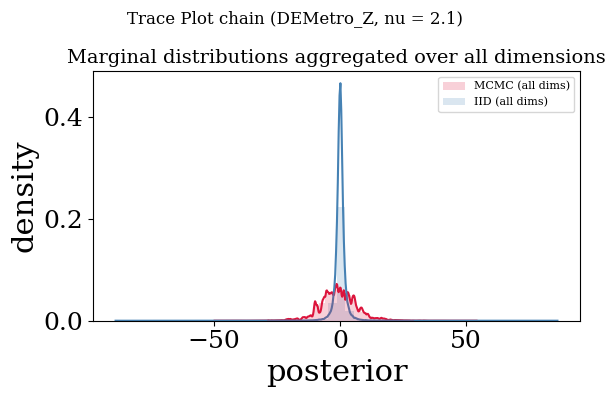 Trace Plot chain (DEMetro_Z, nu = 2.1)
Marginal distributions aggregated over all dimensions
MCMC (all dims)
IID (all dims)
density
0.4
0.2
0.0
−50
0
50
posterior